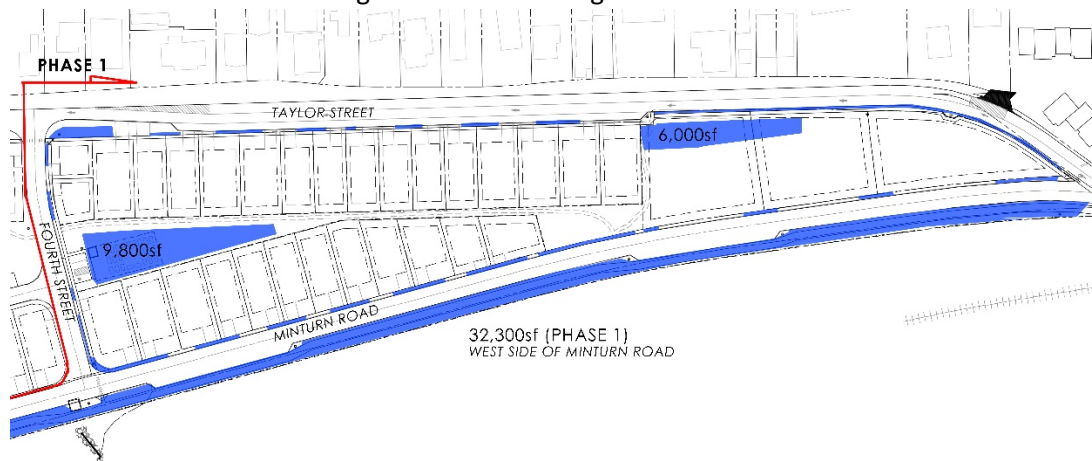 PHASE 1
TAYLOR STREET
6,000sf
9,800sf
FOURTH STREET
MINTURN ROAD
32,300sf (PHASE 1)
WEST SIDE OF MINTURN ROAD